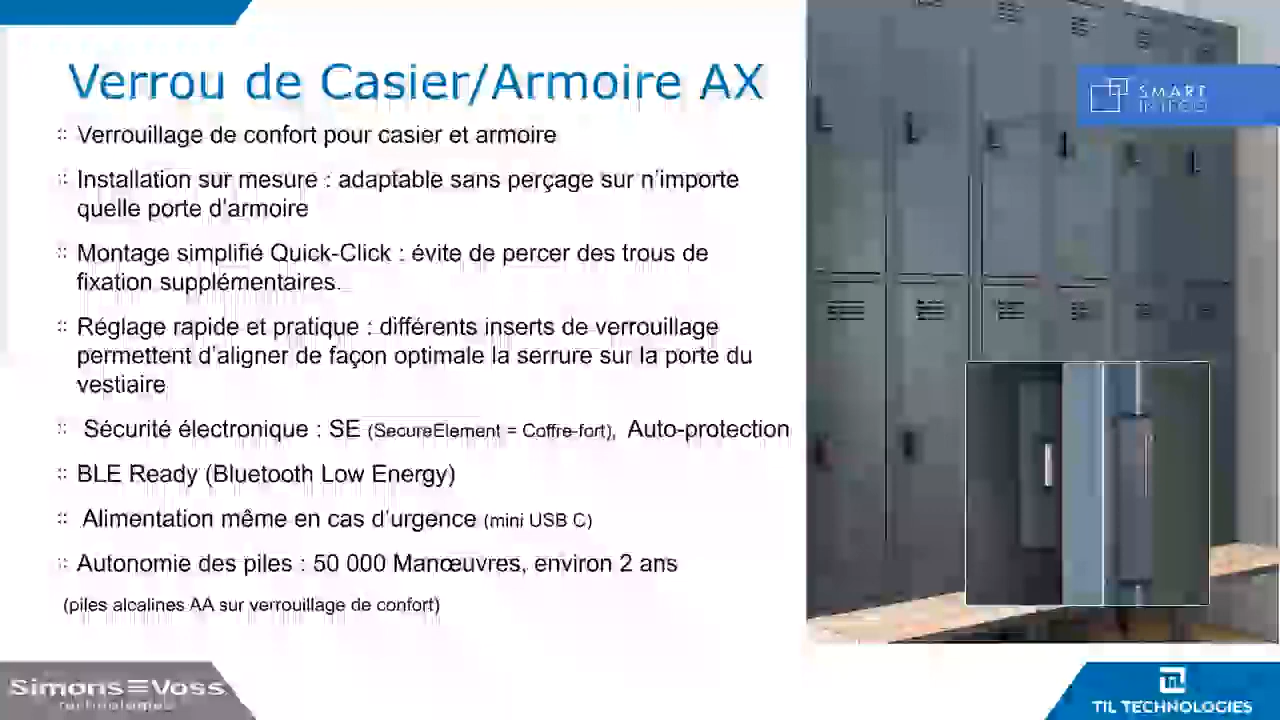 Verrou de Casier/Armoire AX
SMART
INTEGO
Verrouillage de confort pour casier et armoire
Installation sur mesure : adaptable sans perçage sur n'importe
quelle porte d'armoire
Montage simplifié Quick-Click : évite de percer des trous de
fixation supplémentaires.
Réglage rapide et pratique : différents inserts de verrouillage
permettent d'aligner de façon optimale la serrure sur la porte du
vestiaire
Sécurité électronique : SE (SecureElement = Coffre-fort), Auto-protection
BLE Ready (Bluetooth Low Energy)
Alimentation même en cas d'urgence (mini USB C)
Autonomie des piles : 50 000 Manœuvres, environ 2 ans
(piles alcalines AA sur verrouillage de confort)
Simons Voss
technologies
TIL TECHNOLOGIES